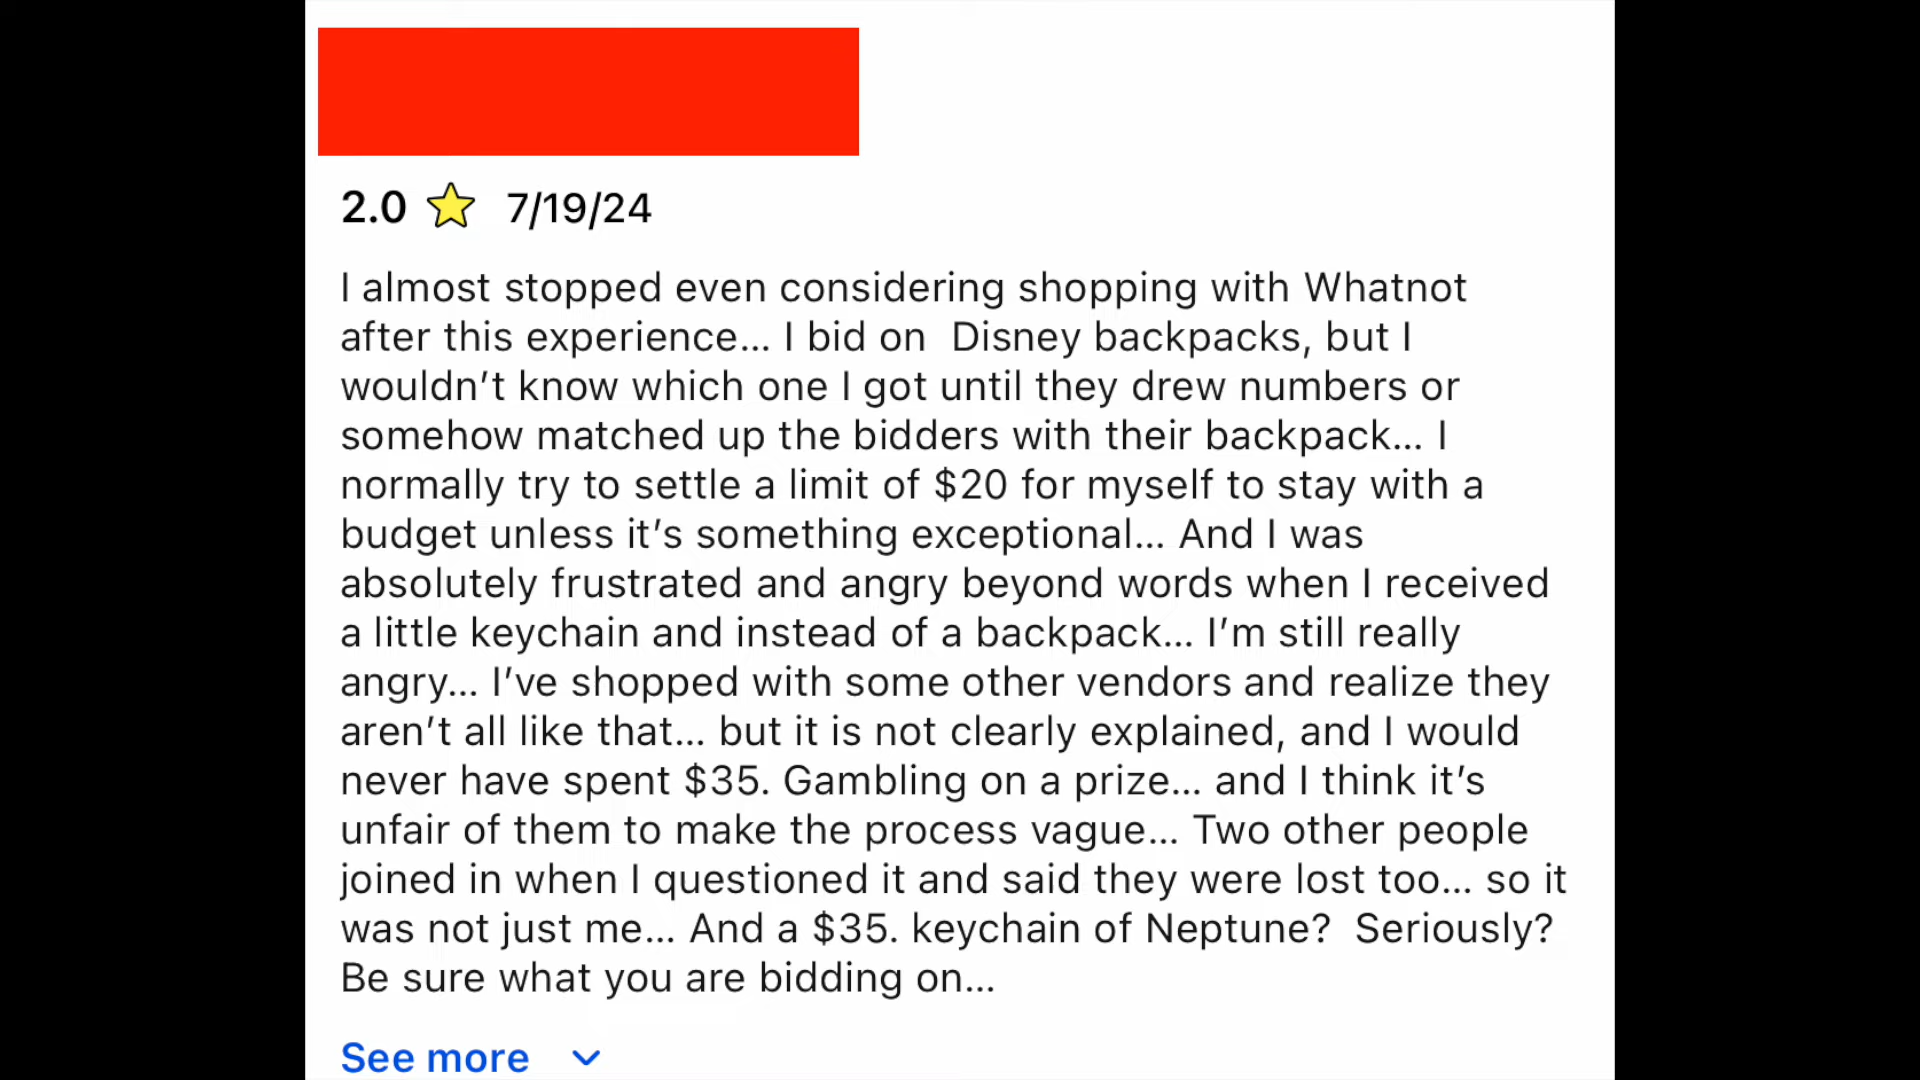 2.0 7/19/24
I almost stopped even considering shopping with Whatnot
after this experience... I bid on  Disney backpacks, but I
wouldn't know which one I got until they drew numbers or
somehow matched up the bidders with their backpack... I
normally try to settle a limit of $20 for myself to stay with a
budget unless it's something exceptional... And I was
absolutely frustrated and angry beyond words when I received
a little keychain and instead of a backpack... I'm still really
angry... I've shopped with some other vendors and realize they
aren't all like that... but it is not clearly explained, and I would
never have spent $35. Gambling on a prize... and I think it's
unfair of them to make the process vague... Two other people
joined in when I questioned it and said they were lost too... so it
was not just me... And a $35. keychain of Neptune?  Seriously?
Be sure what you are bidding on...
See more